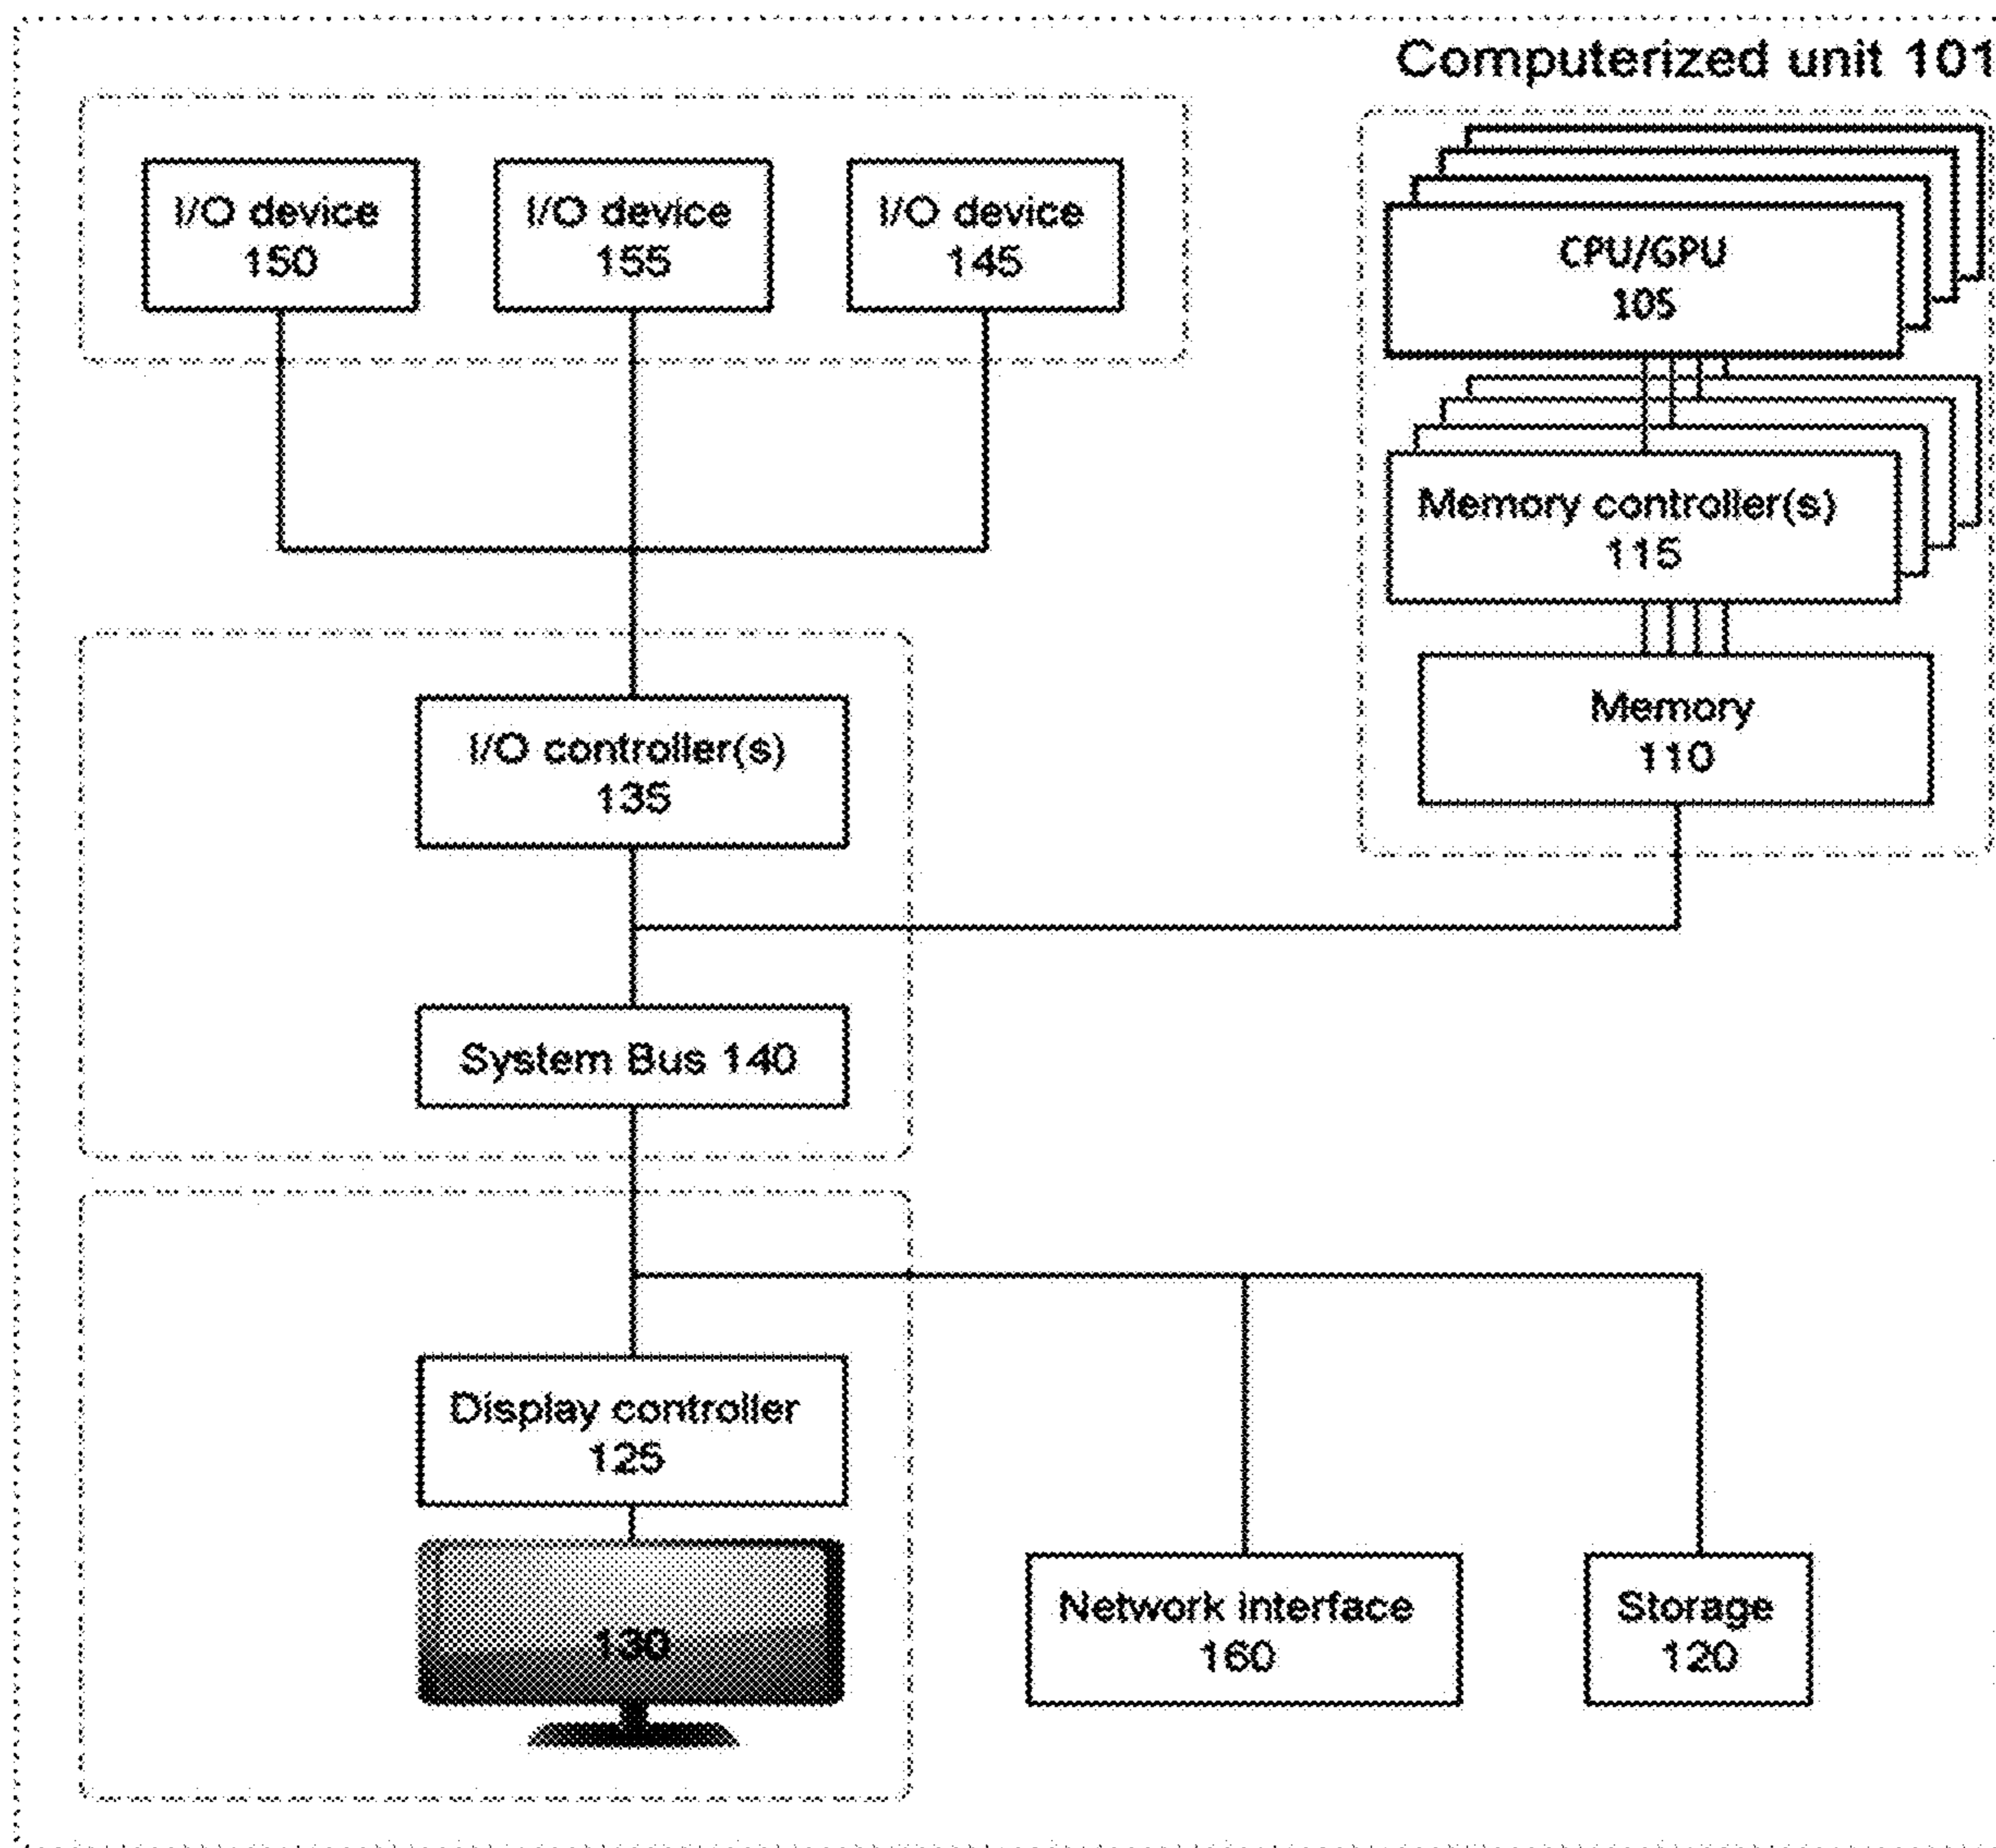 Computerized unit 101
I/O device
150
I/O device
155
I/O device
145
CPU/GPU
105
Memory controller(s)
115
Memory
110
I/O controller(s)
135
System Bus 140
Display controller
125
130
Network interface
160
Storage
120